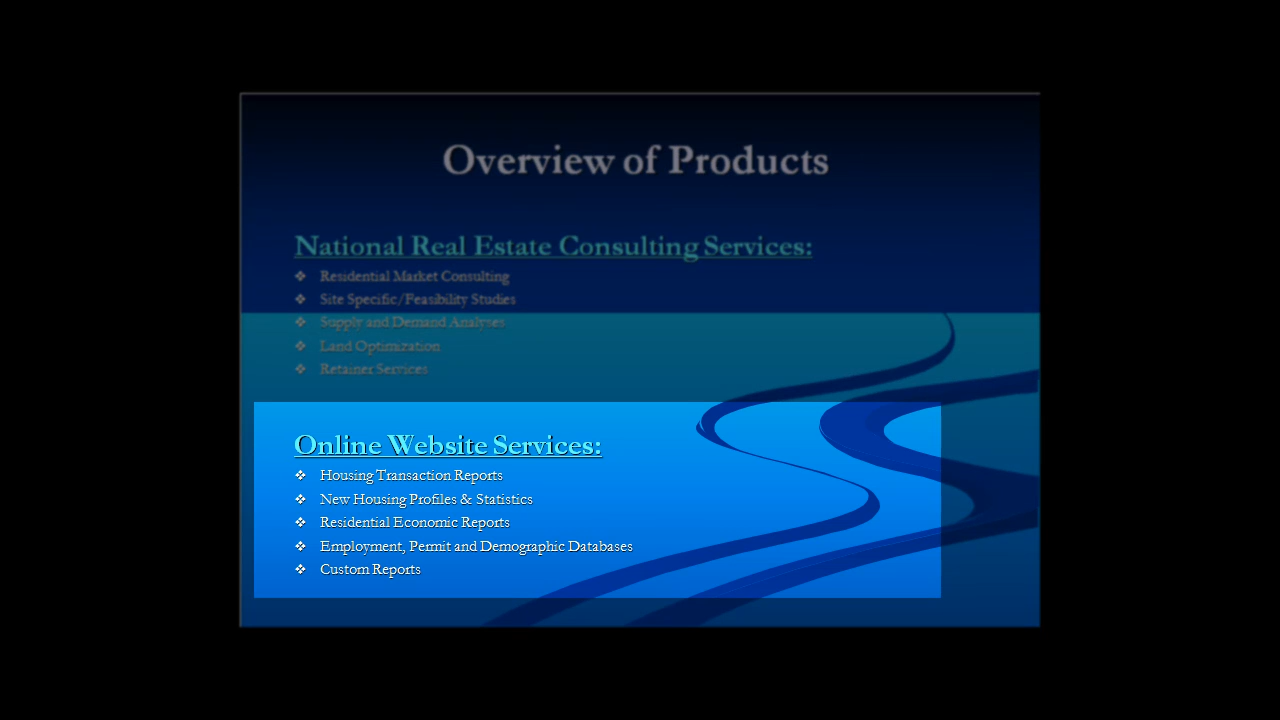 Overview of Products
National Real Estate Consulting Services:
❖ Residential Market Consulting
❖ Site Specific/Feasibility Studies
❖ Supply and Demand Analyses
❖ Land Optimization
❖ Retainer Services
Online Website Services:
❖ Housing Transaction Reports
❖ New Housing Profiles & Statistics
❖ Residential Economic Reports
❖ Employment, Permit and Demographic Databases
❖ Custom Reports